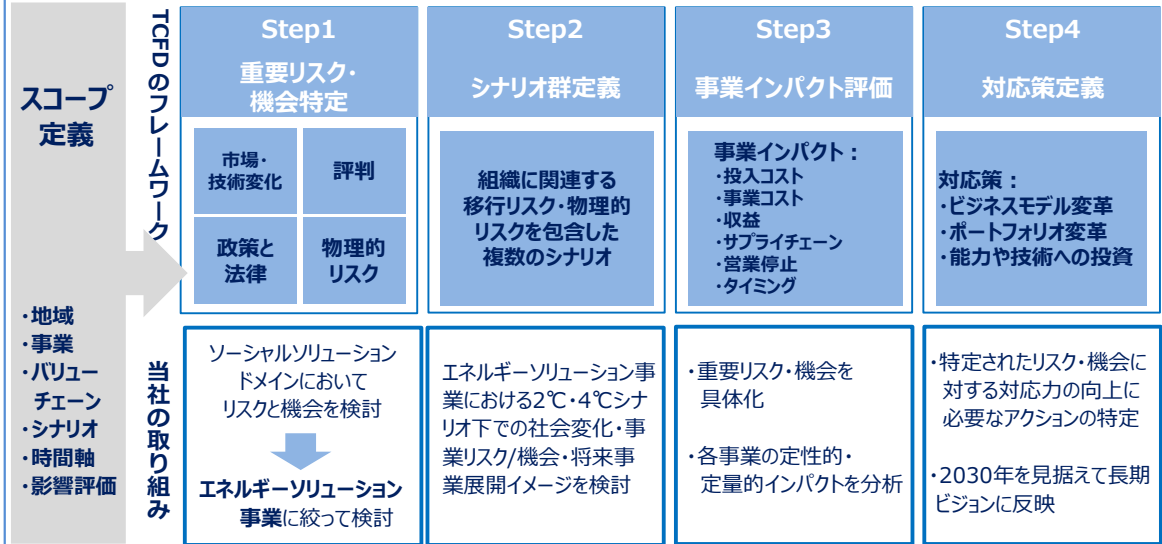 スコープ
定義
・地域
・事業
・バリュー
チェーン
・シナリオ
・時間軸
・影響評価
TCFDのフレームワーク
Step1
重要リスク・
機会特定
市場・
技術変化
評判
政策と
法律
物理的
リスク
Step2
シナリオ群定義
組織に関連する
移行リスク・物理的
リスクを包含した
複数のシナリオ
Step3
事業インパクト評価
事業インパクト：
・投入コスト
・事業コスト
・収益
・サプライチェーン
・営業停止
・タイミング
Step4
対応策定義
対応策：
・ビジネスモデル変革
・ポートフォリオ変革
・能力や技術への投資
当社の取り組み
ソーシャルソリューション
ドメインにおいて
リスクと機会を検討
エネルギーソリューション
事業に絞って検討
エネルギーソリューション事
業における2℃・4℃シナ
リオ下での社会変化・事
業リスク/機会・将来事
業展開イメージを検討
・重要リスク・機会を
具体化
・各事業の定性的・
定量的インパクトを分析
・特定されたリスク・機会に
対する対応力の向上に
必要なアクションの特定
・2030年を見据えて長期
ビジョンに反映